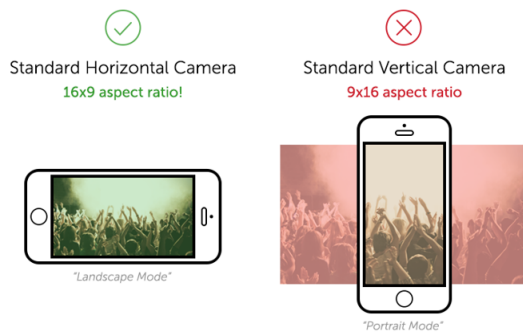 Standard Horizontal Camera
16x9 aspect ratio!
"Landscape Mode"
Standard Vertical Camera
9x16 aspect ratio
"Portrait Mode"